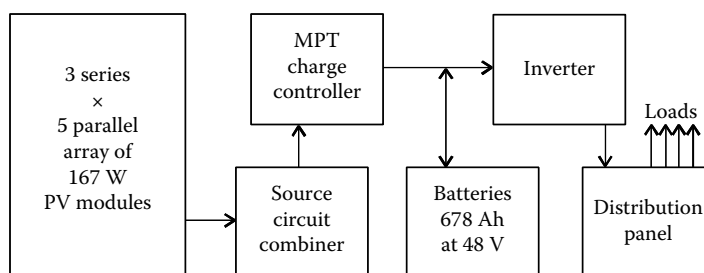 3 series
×
5 parallel
array of
167 W
PV modules
Source
circuit
combiner
MPT
charge
controller
Batteries
678 Ah
at 48 V
Inverter
Loads
Distribution
panel